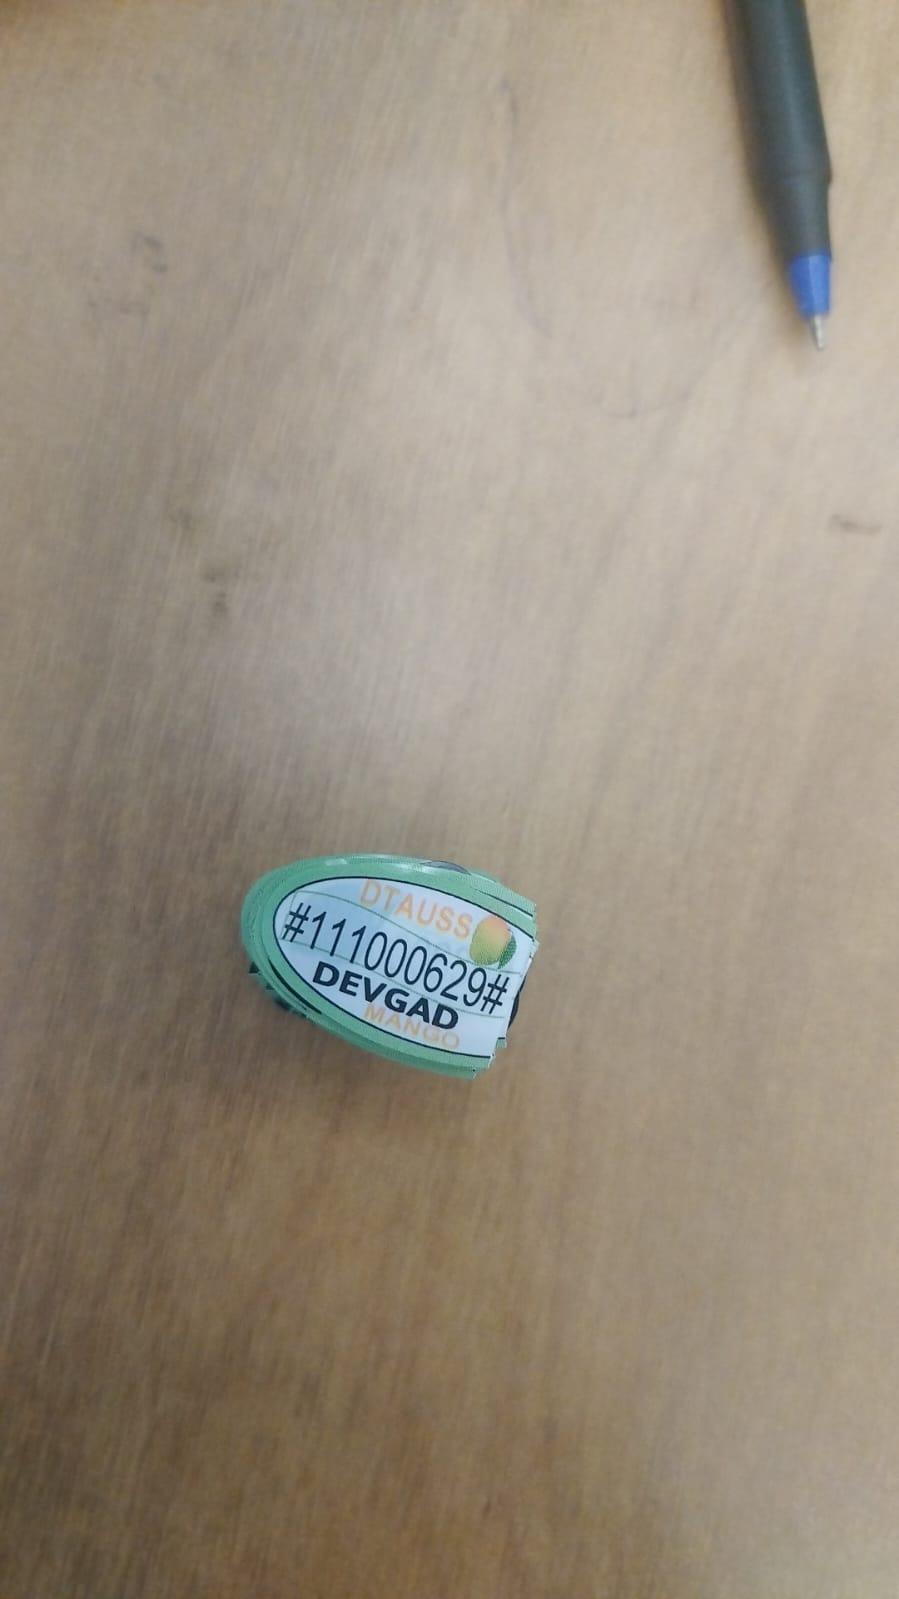 DTAUSS
#111000629#
DEVGAD
MANGO